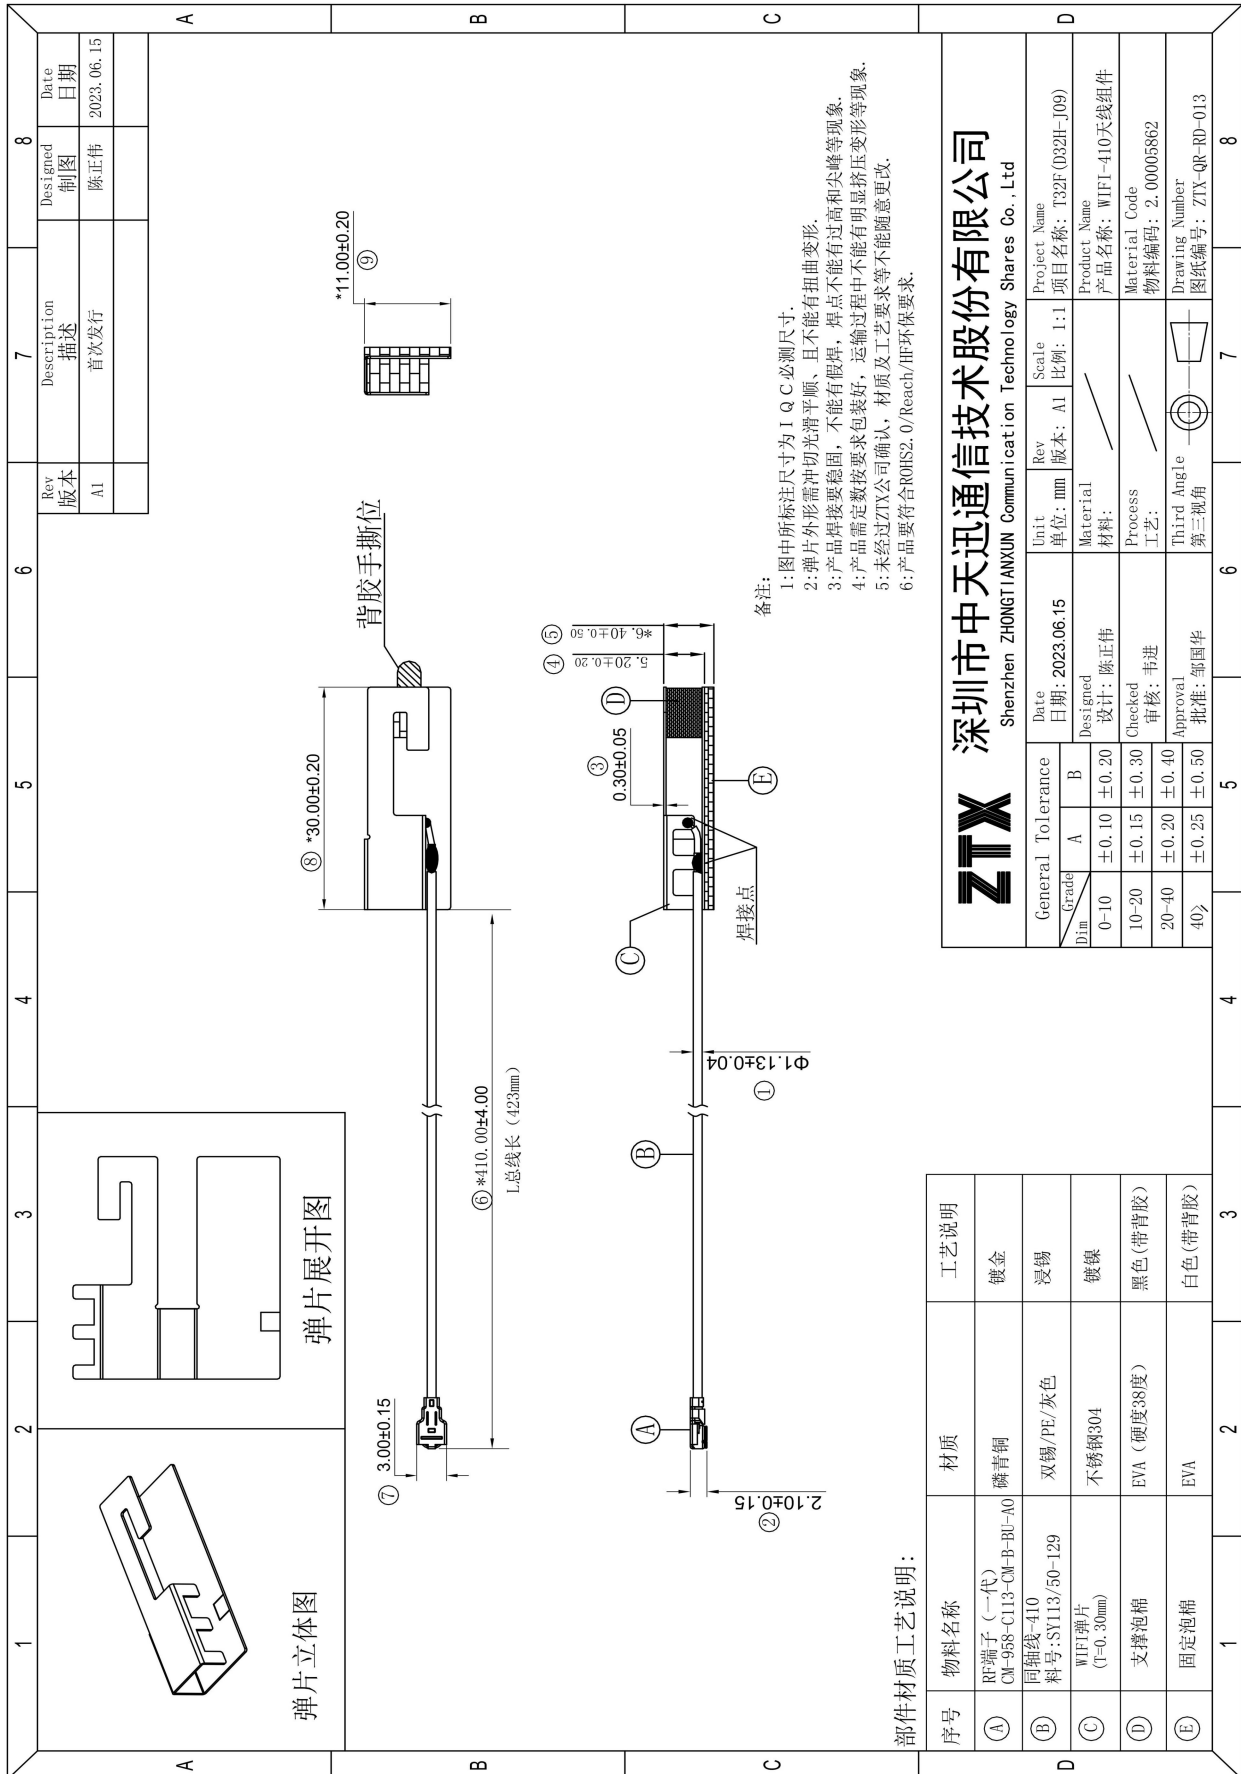 1 2 3 4 5 6 7 8
A
B
C
D
A
B
C
D
1 2 3 4 5 6 7 8
Rev
版本
Description
描述
Designed
制图
Date
日期
A1 首次发行 陈正伟 2023.06.15
弹片立体图
弹片展开图
⑦ 3.00±0.15
⑥ *410.00±4.00
L总线长（423mm）
⑧ *30.00±0.20
背胶手撕位
*11.00±0.20
⑨
② 2.10±0.15
Ⓐ
Ⓑ
① Φ1.13±0.04
Ⓒ
焊接点
③
0.30±0.05
Ⓓ
Ⓔ
④ 5.20±0.20
⑤ *6.40±0.50
备注:
1:图中所标注尺寸为IQC必测尺寸.
2:弹片外形需冲切光滑平顺、且不能有扭曲变形.
3:产品焊接要稳固，不能有假焊，焊点不能有过高和尖峰等现象.
4:产品需定数按要求包装好，运输过程中不能有明显挤压变形等现象.
5:未经过ZTX公司确认，材质及工艺要求等不能随意更改.
6:产品要符合ROHS2.0/Reach/HF环保要求.
部件材质工艺说明:
序号 物料名称 材质 工艺说明
Ⓐ RF端子（一代）
CM-958-C113-CM-B-BU-A0 磷青铜 镀金
Ⓑ 同轴线-410
料号:SY113/50-129 双锡/PE/灰色 浸锡
Ⓒ WIFI弹片
(T=0.30mm) 不锈钢304 镀镍
Ⓓ 支撑泡棉 EVA（硬度38度） 黑色(带背胶)
Ⓔ 固定泡棉 EVA 白色(带背胶)
ZTX 深圳市中天迅通信技术股份有限公司
Shenzhen ZHONGTIANXUN Communication Technology Shares Co.,Ltd
General Tolerance
Grade
Dim A B
0-10 ±0.10 ±0.20
10-20 ±0.15 ±0.30
20-40 ±0.20 ±0.40
40≥ ±0.25 ±0.50
Date
日期: 2023.06.15
Designed
设计: 陈正伟
Checked
审核: 韦进
Approval
批准: 邹国华
Unit
单位: mm
Rev
版本: A1
Scale
比例: 1:1
Material
材料:
Process
工艺:
Third Angle
第三视角
Project Name
项目名称: T32F(D32H-J09)
Product Name
产品名称: WIFI-410天线组件
Material Code
物料编码: 2.00005862
Drawing Number
图纸编号: ZTX-QR-RD-013